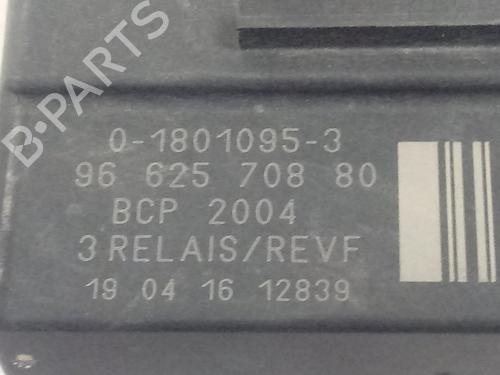 B-PARTS
0-1801095-3
96 625 708 80
BCP 2004
3 RELAIS/REVF
19 04 16 12839